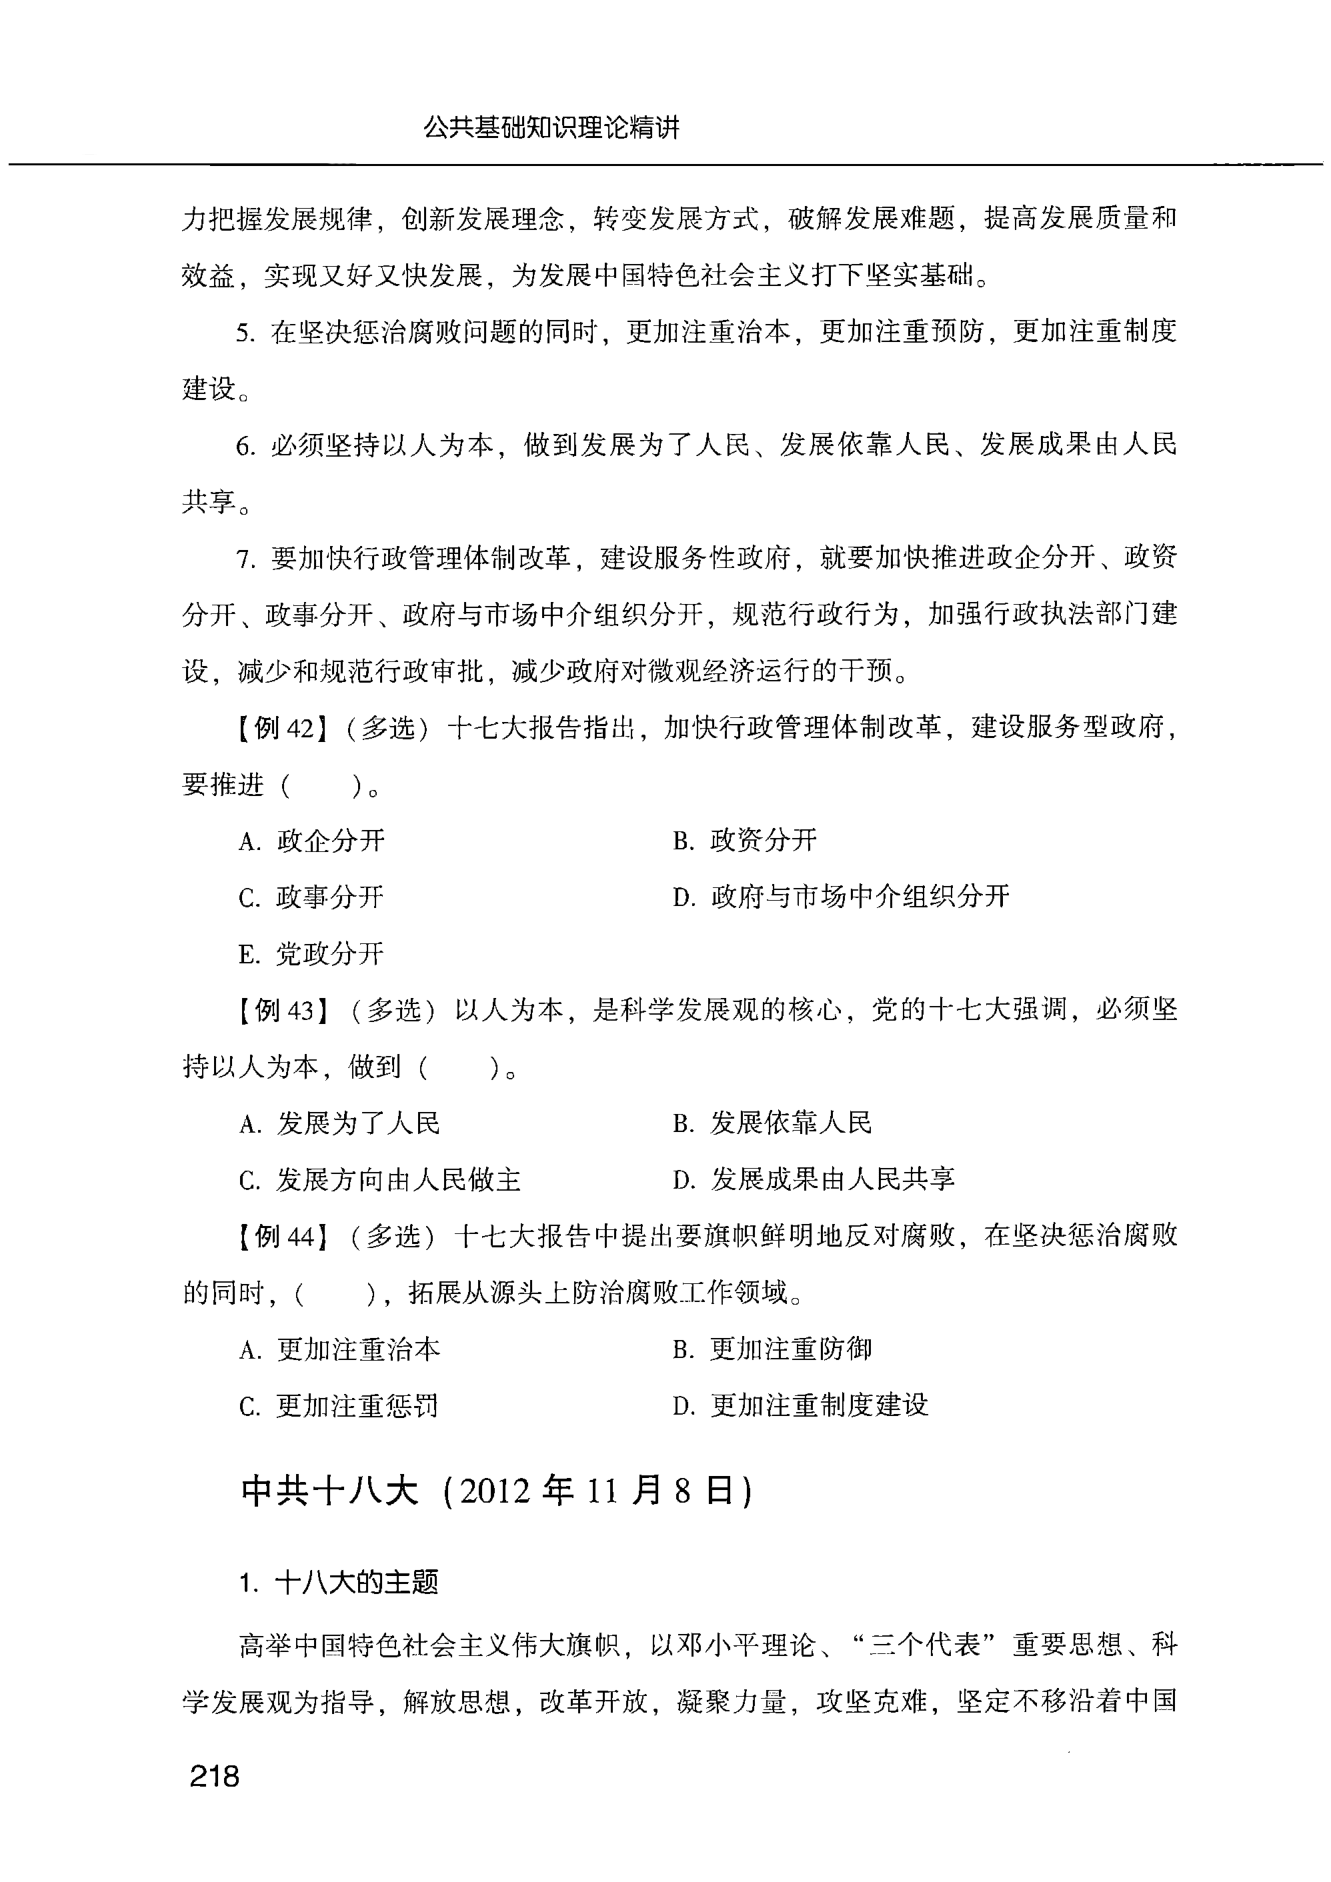 公共基础知识理论精讲
力把握发展规律，创新发展理念，转变发展方式，破解发展难题，提高发展质量和
效益，实现又好又快发展，为发展中国特色社会主义打下坚实基础。
5. 在坚决惩治腐败问题的同时，更加注重治本，更加注重预防，更加注重制度
建设。
6. 必须坚持以人为本，做到发展为了人民、发展依靠人民、发展成果由人民
共享。
7. 要加快行政管理体制改革，建设服务性政府，就要加快推进政企分开、政资
分开、政事分开、政府与市场中介组织分开，规范行政行为，加强行政执法部门建
设，减少和规范行政审批，减少政府对微观经济运行的干预。
【例 42】（多选）十七大报告指出，加快行政管理体制改革，建设服务型政府，
要推进（　　）。
A. 政企分开 B. 政资分开
C. 政事分开 D. 政府与市场中介组织分开
E. 党政分开
【例 43】（多选）以人为本，是科学发展观的核心，党的十七大强调，必须坚
持以人为本，做到（　　）。
A. 发展为了人民 B. 发展依靠人民
C. 发展方向由人民做主 D. 发展成果由人民共享
【例 44】（多选）十七大报告中提出要旗帜鲜明地反对腐败，在坚决惩治腐败
的同时，（　　），拓展从源头上防治腐败工作领域。
A. 更加注重治本 B. 更加注重防御
C. 更加注重惩罚 D. 更加注重制度建设
中共十八大（2012 年 11 月 8 日）
1. 十八大的主题
高举中国特色社会主义伟大旗帜，以邓小平理论、“三个代表”重要思想、科
学发展观为指导，解放思想，改革开放，凝聚力量，攻坚克难，坚定不移沿着中国
218